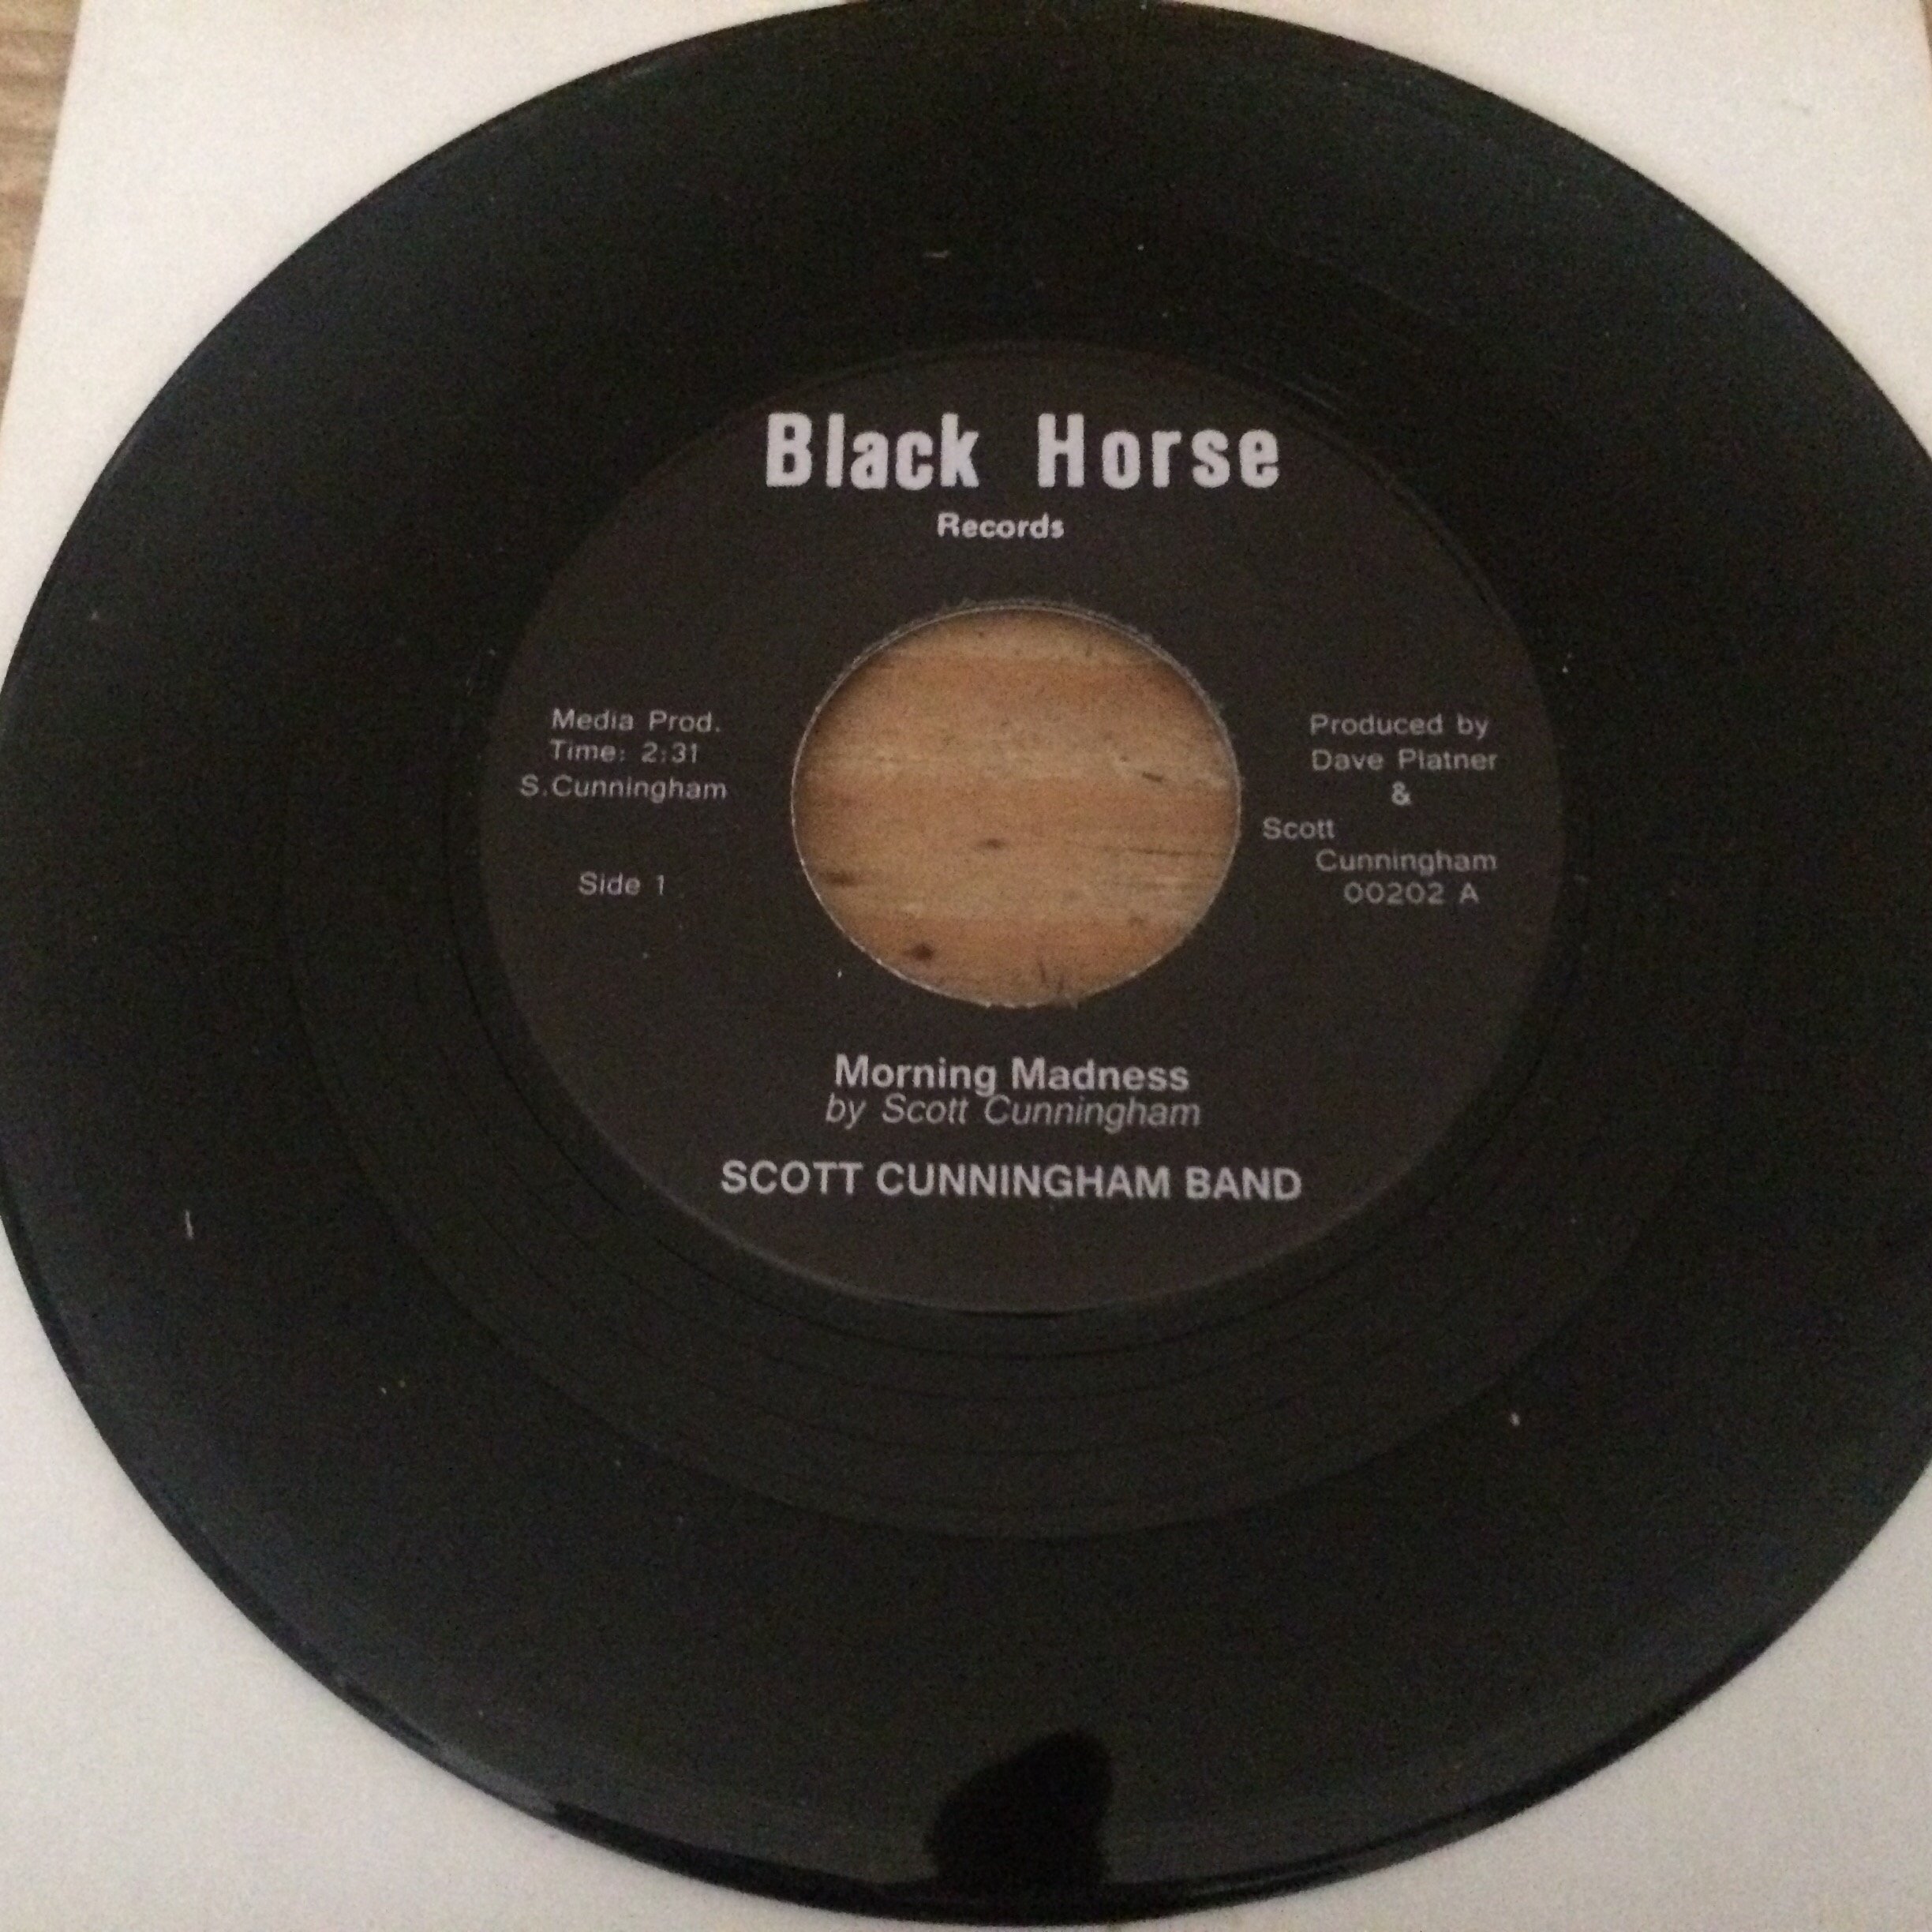 Black Horse
Records
Media Prod.
Time: 2:31
S.Cunningham
Side 1
Produced by
Dave Platner
&
Scott
Cunningham
00202 A
Morning Madness
by Scott Cunningham
SCOTT CUNNINGHAM BAND